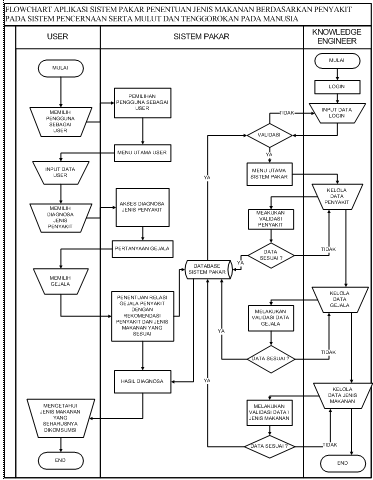 FLOWCHART APLIKASI SISTEM PAKAR PENENTUAN JENIS MAKANAN BERDASARKAN PENYAKIT
PADA SISTEM PENCERNAAN SERTA MULUT DAN TENGGOROKAN PADA MANUSIA
USER
SISTEM PAKAR
KNOWLEDGE
ENGINEER
MULAI
MEMILIH
PENGGUNA
SEBAGAI
USER
PEMILIHAN
PENGGUNA SEBAGAI
USER
MENU UTAMA USER
INPUT DATA
USER
MEMILIH
DIAGNOSA
JENIS
PENYAKIT
AKSES DIAGNOSA
JENIS PENYAKIT
PERTANYAAN GEJALA
MEMILIH
GEJALA
PENENTUAN RELASI
GEJALA PENYAKIT
DENGAN
REKOMENDASI
PENYAKIT DAN JENIS
MAKANAN YANG
SESUAI
HASIL DIAGNOSA
MENGETAHUI
JENIS MAKANAN
YANG
SEHARUSNYA
DIKOMSUMSI
END
MULAI
LOGIN
INPUT DATA
LOGIN
TIDAK
VALIDASI
YA
YA
MENU UTAMA
SISTEM PAKAR
KELOLA
DATA
PENYAKIT
MEAKUKAN
VALIDASI
PENYAKIT
DATA
SESUAI ?
TIDAK
YA
DATABASE
SISTEM PAKAR
KELOLA
DATA
GEJALA
MELAKUKAN
VALIDASI DATA
GEJALA
YA
DATA SESUAI ?
TIDAK
YA
KELOLA
DATA JENIS
MAKANAN
MELAKUKAN
VALIDASI DATA I
JENIS MAKANAN
DATA SESUAI ?
TIDAK
END